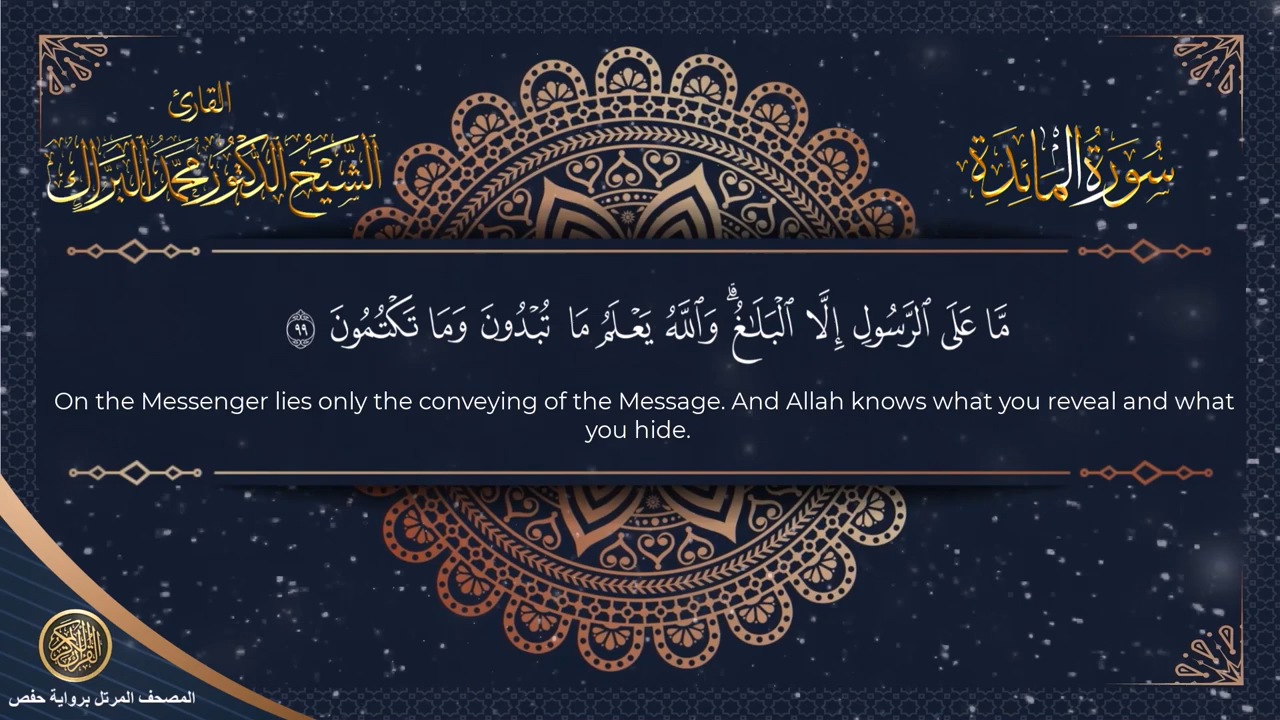 القارئ
الشيخ الدكتور محمد البراك
سورة المائدة
مَّا عَلَى ٱلرَّسُولِ إِلَّا ٱلْبَلَـٰغُ ۗ وَٱللَّهُ يَعْلَمُ مَا تُبْدُونَ وَمَا تَكْتُمُونَ ٩٩
On the Messenger lies only the conveying of the Message. And Allah knows what you reveal and what
you hide.
القرآن الكريم
المصحف المرتل برواية حفص